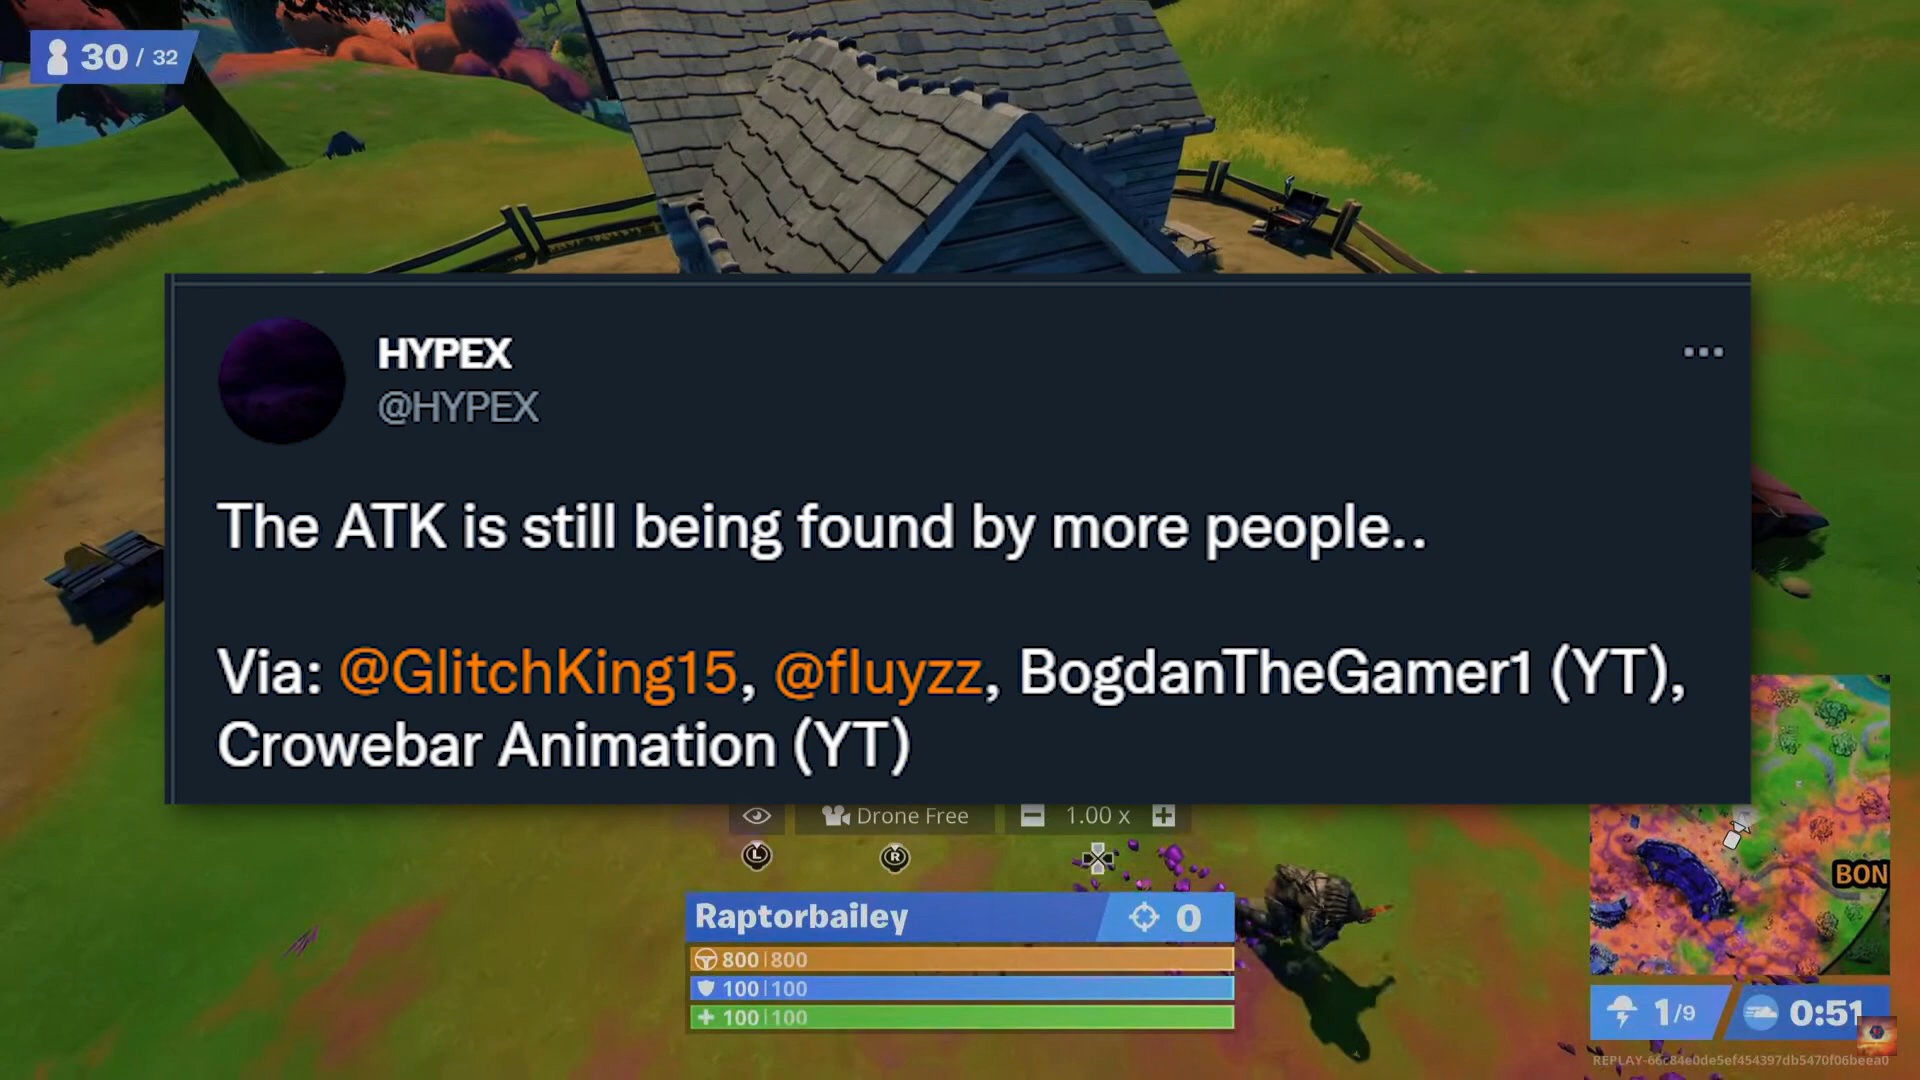 30 / 32
HYPEX
@HYPEX
The ATK is still being found by more people..
Via: @GlitchKing15, @fluyzz, BogdanTheGamer1 (YT),
Crowebar Animation (YT)
Drone Free
1.00 x
L
R
Raptorbailey
0
800 | 800
100 | 100
100 | 100
BON
1/9
0:51
REPLAY-66c84e0de5ef454397db5470f06beea0